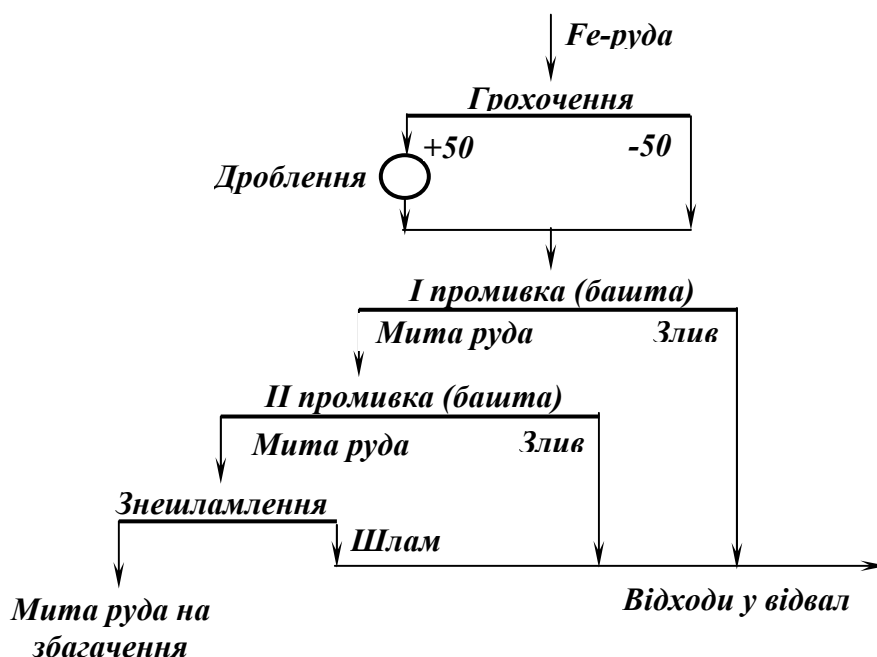 Fe-руда
Грохочення
+50
-50
Дроблення
I промивка (башта)
Мита руда
Злив
II промивка (башта)
Мита руда
Злив
Знешламлення
Шлам
Відходи у відвал
Мита руда на
збагачення